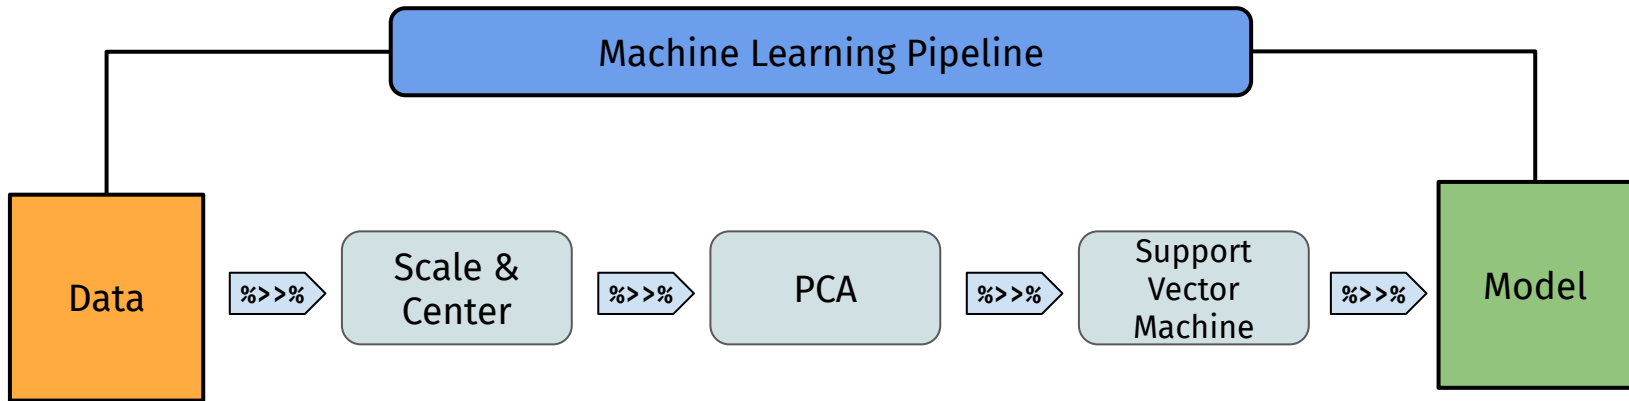 Machine Learning Pipeline
Data
%>>%
Scale &
Center
%>>%
PCA
%>>%
Support
Vector
Machine
%>>%
Model